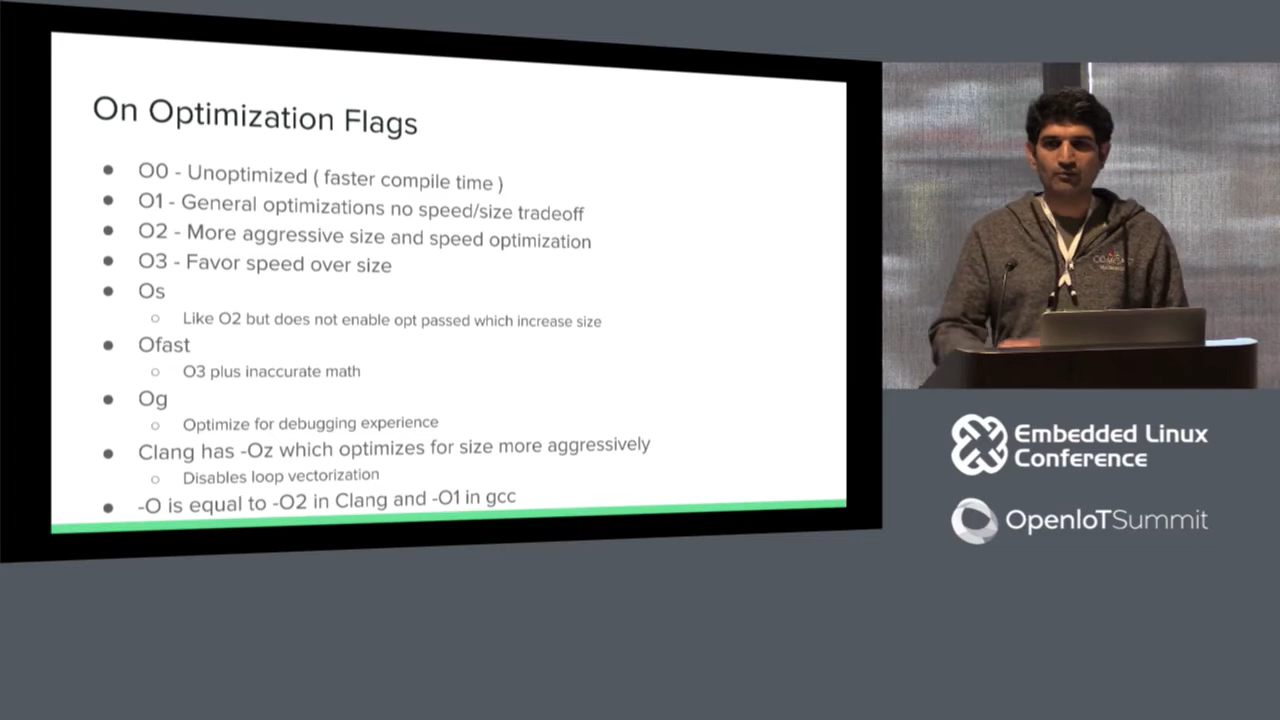 On Optimization Flags
O0 - Unoptimized ( faster compile time )
O1 - General optimizations no speed/size tradeoff
O2 - More aggressive size and speed optimization
O3 - Favor speed over size
Os
Like O2 but does not enable opt passed which increase size
Ofast
O3 plus inaccurate math
Og
Optimize for debugging experience
Clang has -Oz which optimizes for size more aggressively
Disables loop vectorization
-O is equal to -O2 in Clang and -O1 in gcc
COMCAST
Embedded Linux
Conference
OpenIoTSummit